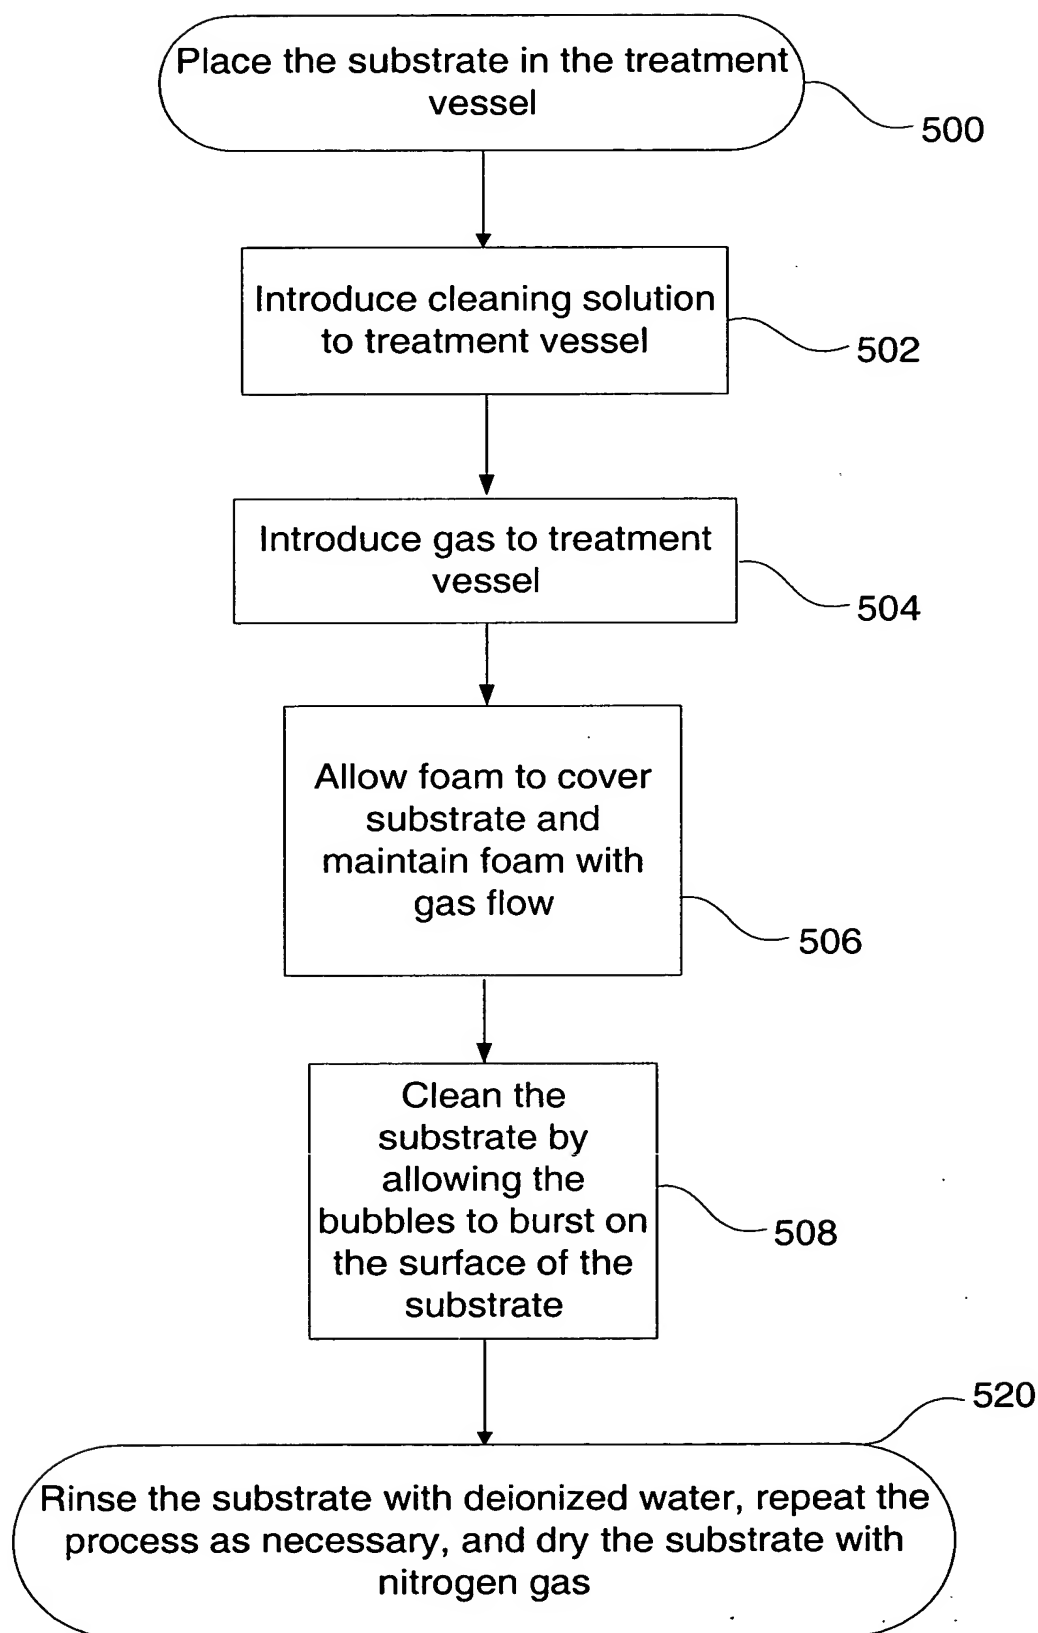 Place the substrate in the treatment
vessel
500
Introduce cleaning solution
to treatment vessel
502
Introduce gas to treatment
vessel
504
Allow foam to cover
substrate and
maintain foam with
gas flow
506
Clean the
substrate by
allowing the
bubbles to burst on
the surface of the
substrate
508
520
Rinse the substrate with deionized water, repeat the
process as necessary, and dry the substrate with
nitrogen gas